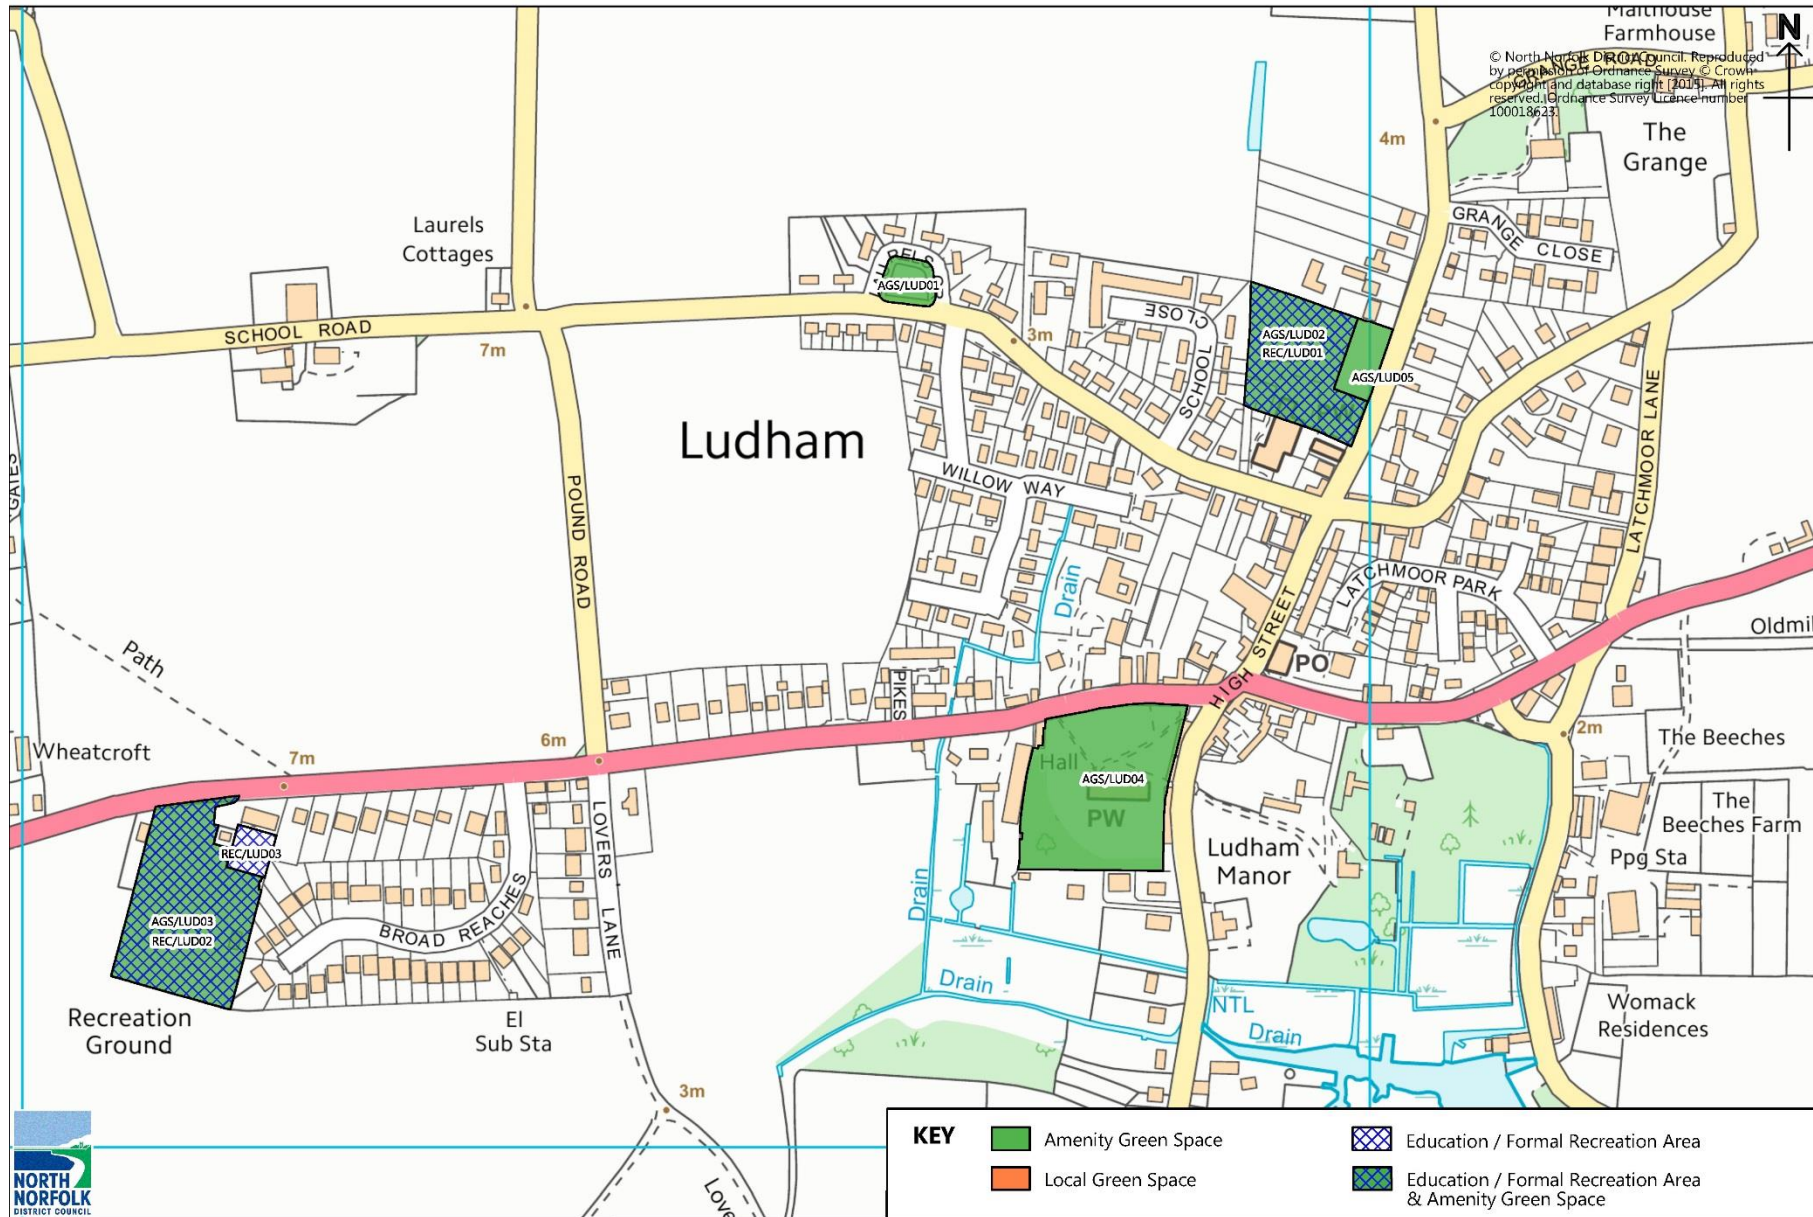 Malthouse
Farmhouse
N
© North Norfolk District Council. Reproduced
by permission of Ordnance Survey © Crown
copyright and database right [2015]. All rights
reserved. Ordnance Survey Licence number
100018623.
GRANGE ROAD
4m
The
Grange
Laurels
Cottages
GRANGE CLOSE
AGS/LUD01
SCHOOL ROAD
7m
3m
SCHOOL CLOSE
AGS/LUD02
REC/LUD01
AGS/LUD05
LATCHMOOR LANE
Ludham
WILLOW WAY
POUND ROAD
Drain
LATCHMOOR PARK
HIGH STREET
PO
Oldmil
Path
PIKES
Wheatcroft
7m
6m
2m
The Beeches
Hall
AGS/LUD04
PW
The
Beeches Farm
Ppg Sta
Ludham
Manor
REC/LUD03
LOVERS LANE
BROAD REACHES
AGS/LUD03
REC/LUD02
Drain
Drain
NTL
Drain
Recreation
Ground
El
Sub Sta
Womack
Residences
3m
Love
KEY
Amenity Green Space
Local Green Space
Education / Formal Recreation Area
Education / Formal Recreation Area
& Amenity Green Space
NORTH
NORFOLK
DISTRICT COUNCIL